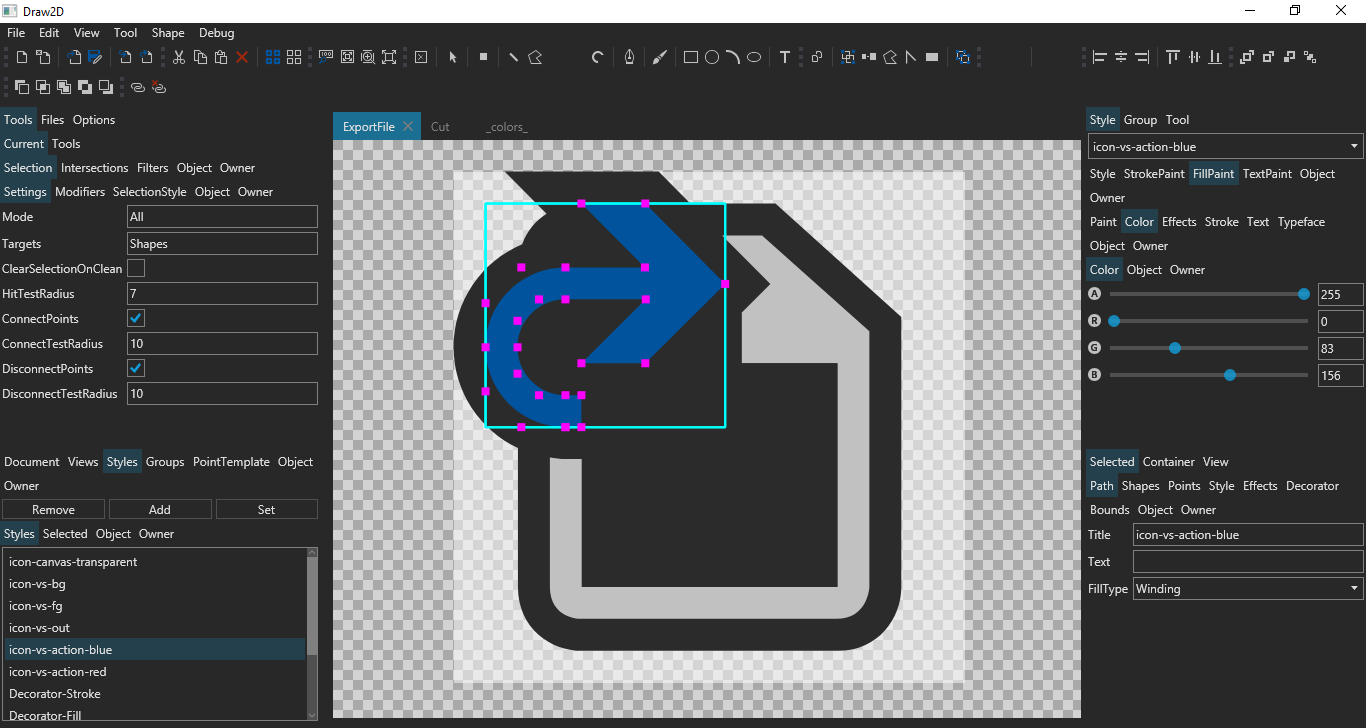 Draw2D
File Edit View Tool Shape Debug
Tools Files Options
Current Tools
Selection Intersections Filters Object Owner
Settings Modifiers SelectionStyle Object Owner
Mode All
Targets Shapes
ClearSelectionOnClean
HitTestRadius 7
ConnectPoints
ConnectTestRadius 10
DisconnectPoints
DisconnectTestRadius 10
Document Views Styles Groups PointTemplate Object
Owner
Remove Add Set
Styles Selected Object Owner
icon-canvas-transparent
icon-vs-bg
icon-vs-fg
icon-vs-out
icon-vs-action-blue
icon-vs-action-red
Decorator-Stroke
Decorator-Fill
ExportFile Cut _colors_
Style Group Tool
icon-vs-action-blue
Style StrokePaint FillPaint TextPaint Object
Owner
Paint Color Effects Stroke Text Typeface
Object Owner
Color Object Owner
A 255
R 0
G 83
B 156
Selected Container View
Path Shapes Points Style Effects Decorator
Bounds Object Owner
Title icon-vs-action-blue
Text
FillType Winding